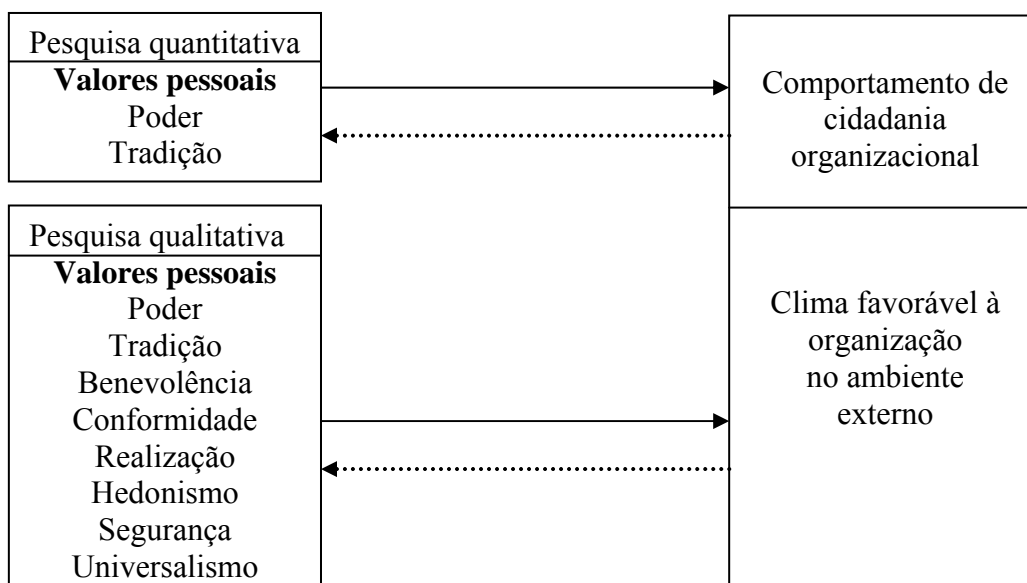 Pesquisa quantitativa
Valores pessoais
Poder
Tradição
Comportamento de
cidadania
organizacional
Pesquisa qualitativa
Valores pessoais
Poder
Tradição
Benevolência
Conformidade
Realização
Hedonismo
Segurança
Universalismo
Clima favorável à
organização
no ambiente
externo